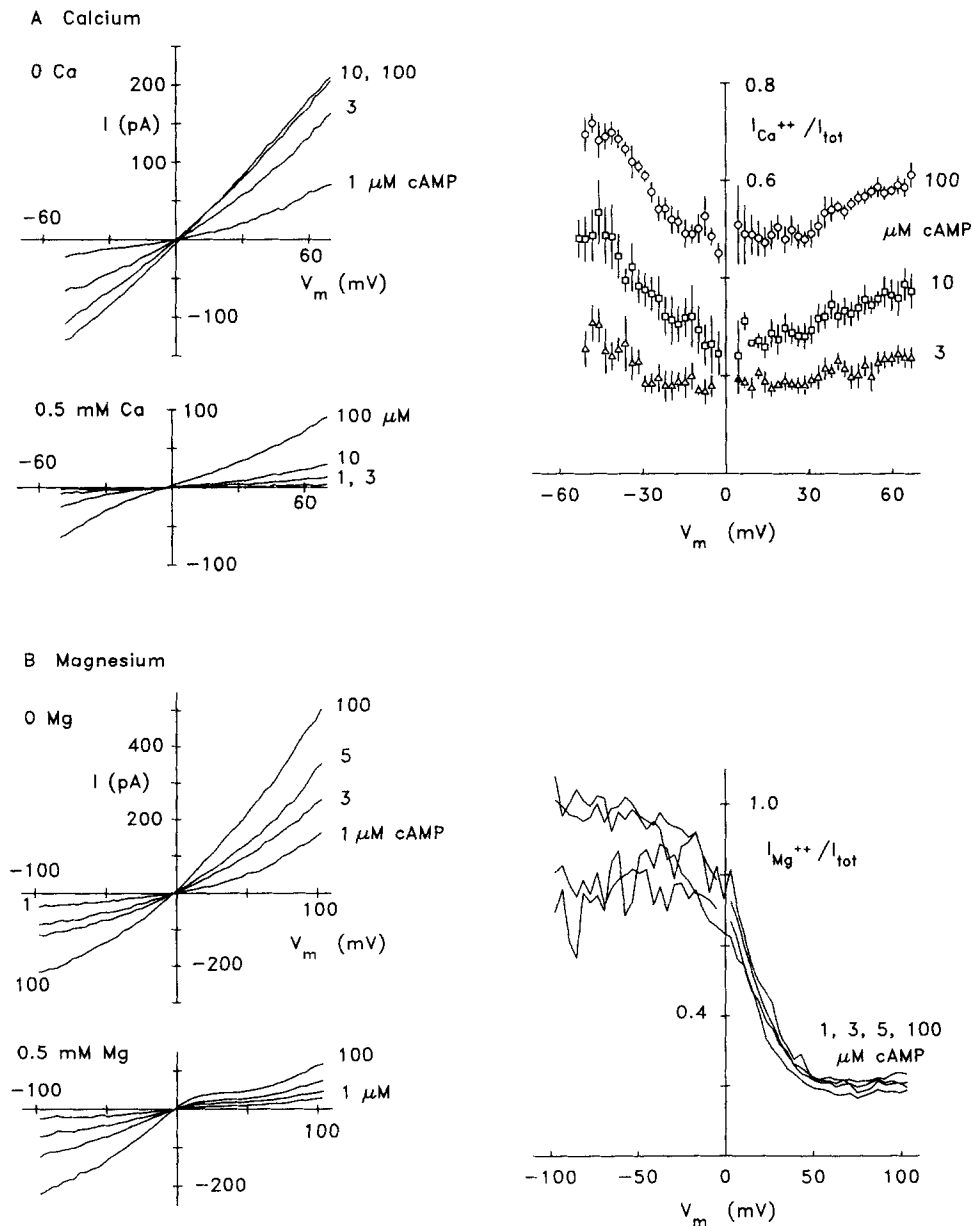 A Calcium
0 Ca
200
I (pA)
100
10, 100
3
1 μM cAMP
-60
60
V_m (mV)
-100
0.5 mM Ca
100
100 μM
-60
10
1, 3
60
-100
0.8
I_Ca++/I_tot
0.6
100
μM cAMP
10
3
-60
-30
0
30
60
V_m (mV)
B Magnesium
0 Mg
400
I (pA)
200
100
5
3
1 μM cAMP
-100
1
100
V_m (mV)
100
-200
0.5 mM Mg
-100
100
1 μM
100
-200
1.0
I_Mg++/I_tot
0.4
1, 3, 5, 100
μM cAMP
-100
-50
0
50
100
V_m (mV)